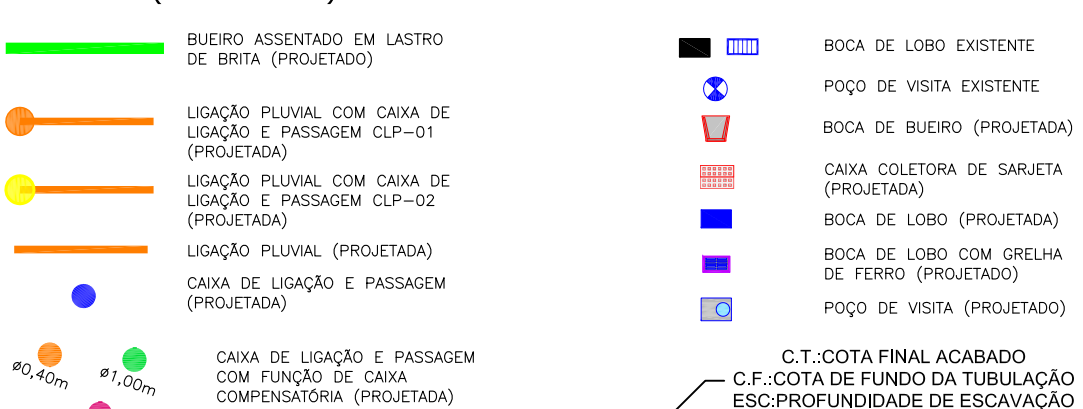 BUEIRO ASSENTADO EM LASTRO
DE BRITA (PROJETADO)
LIGAÇÃO PLUVIAL COM CAIXA DE
LIGAÇÃO E PASSAGEM CLP-01
(PROJETADA)
LIGAÇÃO PLUVIAL COM CAIXA DE
LIGAÇÃO E PASSAGEM CLP-02
(PROJETADA)
LIGAÇÃO PLUVIAL (PROJETADA)
CAIXA DE LIGAÇÃO E PASSAGEM
(PROJETADA)
ø0,40m
ø1,00m
CAIXA DE LIGAÇÃO E PASSAGEM
COM FUNÇÃO DE CAIXA
COMPENSATÓRIA (PROJETADA)
BOCA DE LOBO EXISTENTE
POÇO DE VISITA EXISTENTE
BOCA DE BUEIRO (PROJETADA)
CAIXA COLETORA DE SARJETA
(PROJETADA)
BOCA DE LOBO (PROJETADA)
BOCA DE LOBO COM GRELHA
DE FERRO (PROJETADO)
POÇO DE VISITA (PROJETADO)
C.T.:COTA FINAL ACABADO
C.F.:COTA DE FUNDO DA TUBULAÇÃO
ESC:PROFUNDIDADE DE ESCAVAÇÃO